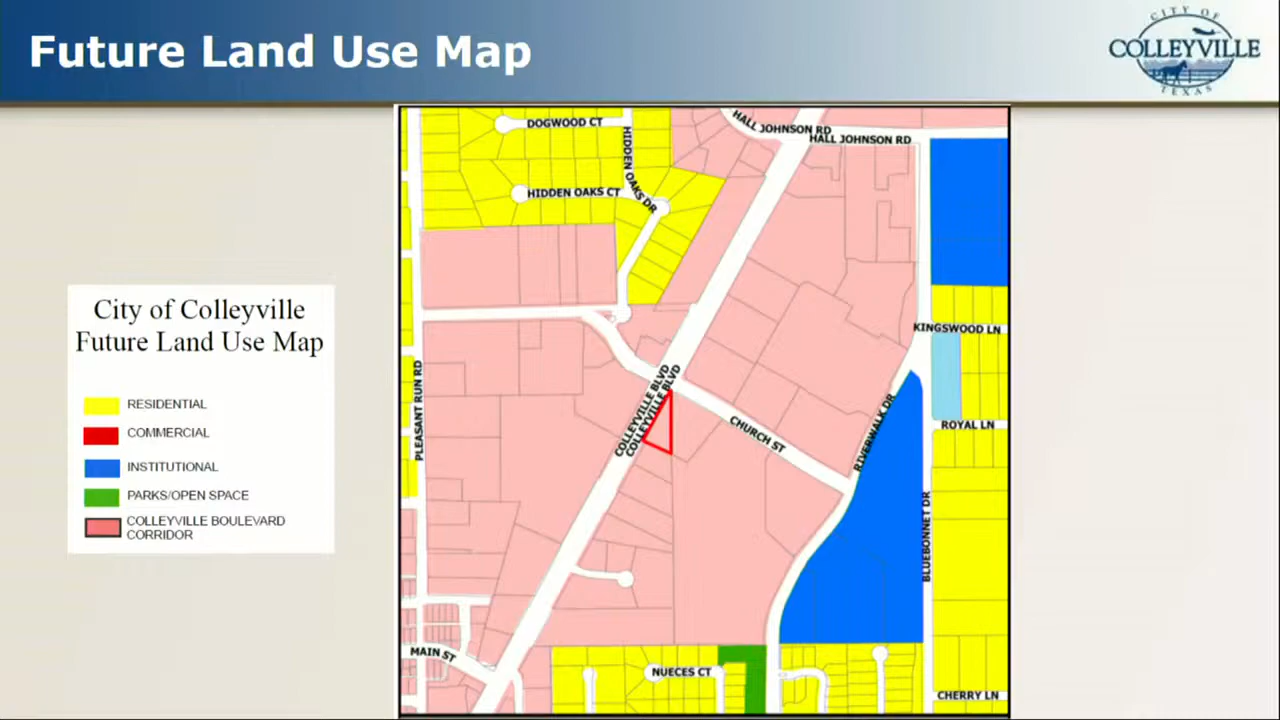 Future Land Use Map
CITY OF
COLLEYVILLE
TEXAS
City of Colleyville
Future Land Use Map
RESIDENTIAL
COMMERCIAL
INSTITUTIONAL
PARKS/OPEN SPACE
COLLEYVILLE BOULEVARD
CORRIDOR
DOGWOOD CT
HALL JOHNSON RD
HALL JOHNSON RD
HIDDEN OAKS DR
HIDDEN OAKS CT
KINGSWOOD LN
PLEASANT RUN RD
COLLEYVILLE BLVD
COLLEYVILLE BLVD
CHURCH ST
RIVERWALK DR
ROYAL LN
BLUEBONNET DR
MAIN ST
NUECES CT
CHERRY LN